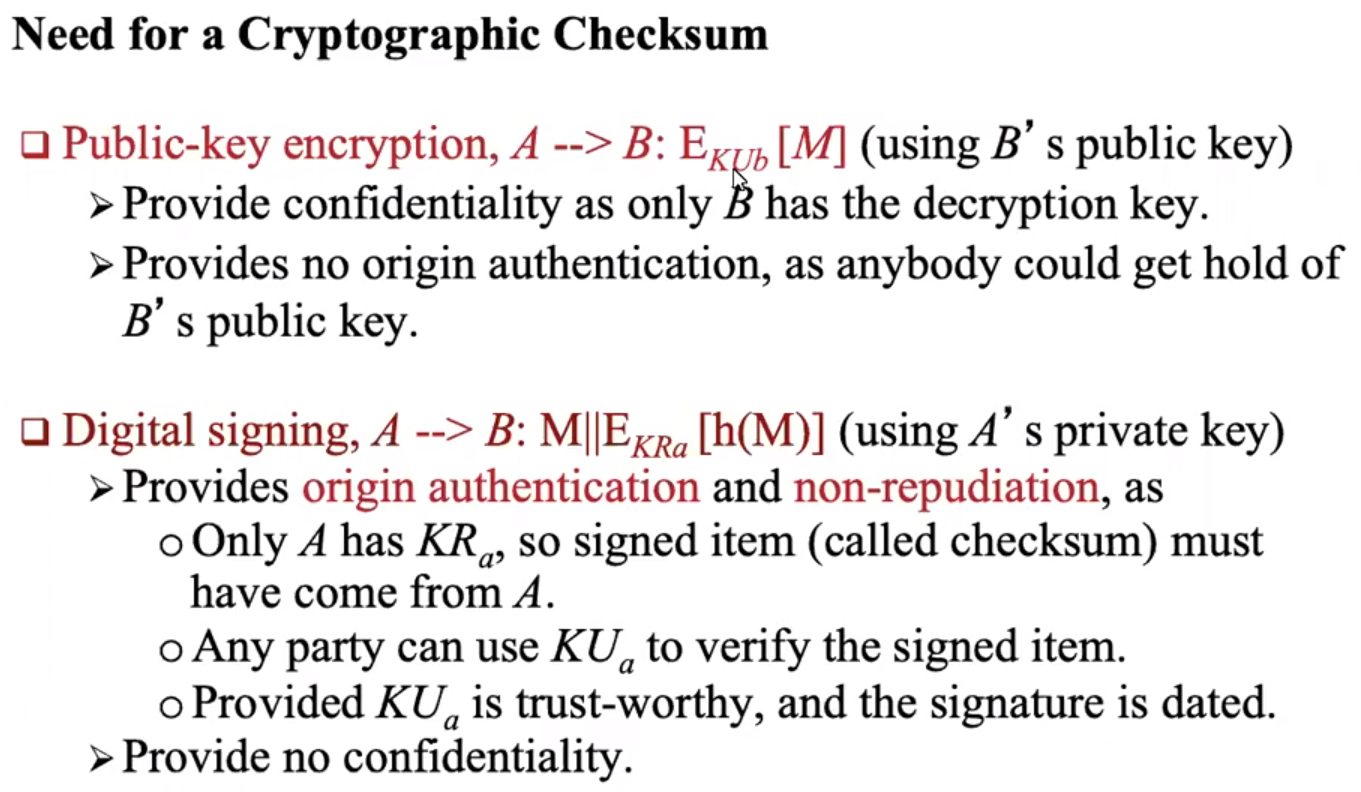 Need for a Cryptographic Checksum
❑ Public-key encryption, A --> B: E_KUb [M] (using B’ s public key)
➢ Provide confidentiality as only B has the decryption key.
➢ Provides no origin authentication, as anybody could get hold of
B’ s public key.
❑ Digital signing, A --> B: M||E_KRa [h(M)] (using A’ s private key)
➢ Provides origin authentication and non-repudiation, as
○ Only A has KR_a, so signed item (called checksum) must
have come from A.
○ Any party can use KU_a to verify the signed item.
○ Provided KU_a is trust-worthy, and the signature is dated.
➢ Provide no confidentiality.